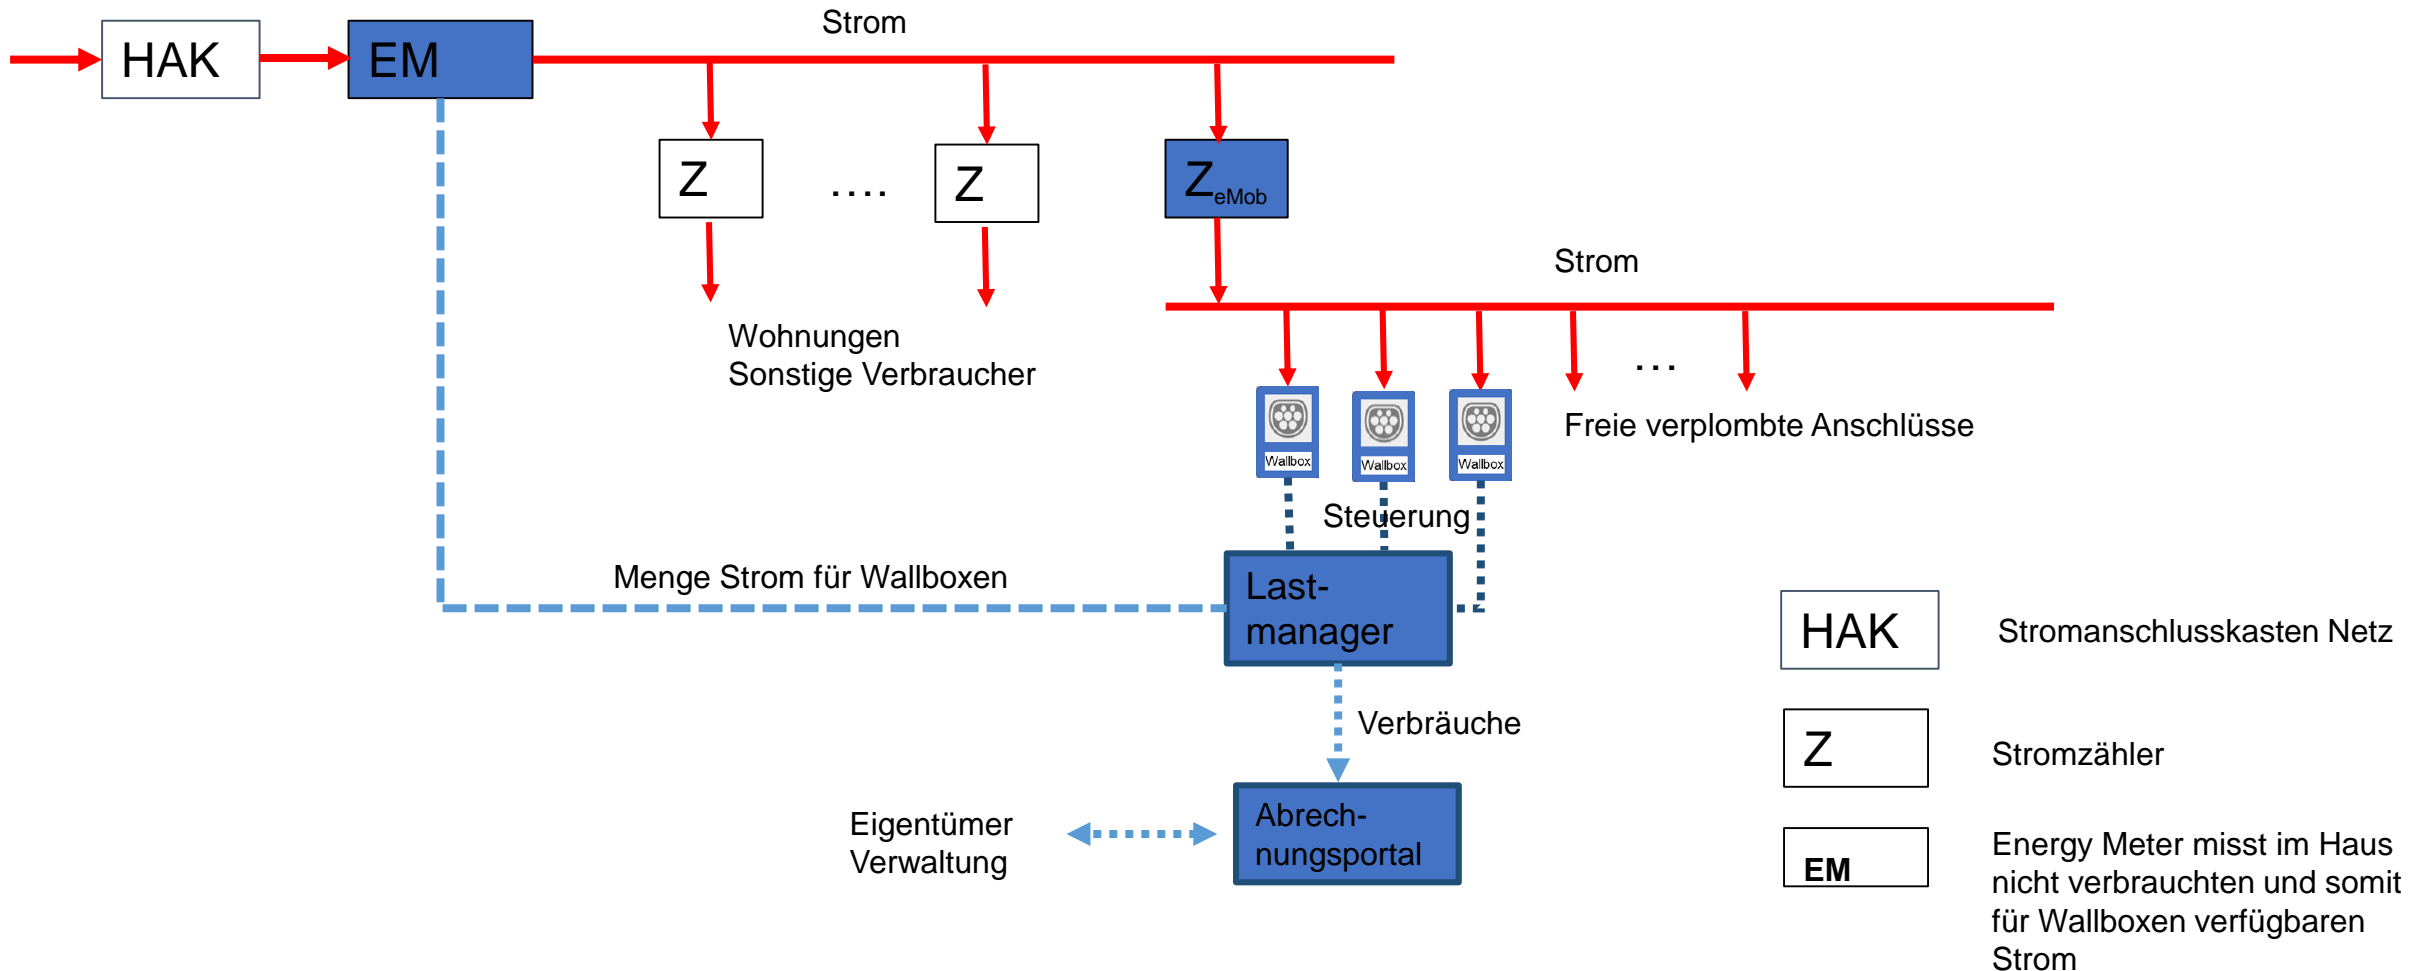 Strom
HAK
EM
Z
....
Z
ZeMob
Strom
Wohnungen
Sonstige Verbraucher
...
Freie verplombte Anschlüsse
Wallbox
Wallbox
Wallbox
Steuerung
Menge Strom für Wallboxen
Last-
manager
HAK
Stromanschlusskasten Netz
Verbräuche
Z
Stromzähler
Eigentümer
Verwaltung
Abrech-
nungsportal
EM
Energy Meter misst im Haus
nicht verbrauchten und somit
für Wallboxen verfügbaren
Strom